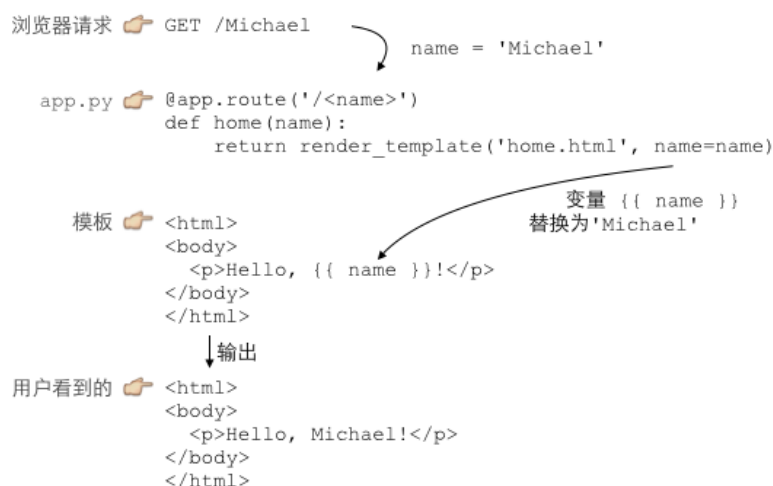 浏览器请求 GET /Michael
name = 'Michael'
app.py @app.route('/<name>')
def home(name):
    return render_template('home.html', name=name)
变量 {{ name }}
替换为'Michael'
模板 <html>
<body>
  <p>Hello, {{ name }}!</p>
</body>
</html>
输出
用户看到的 <html>
<body>
  <p>Hello, Michael!</p>
</body>
</html>